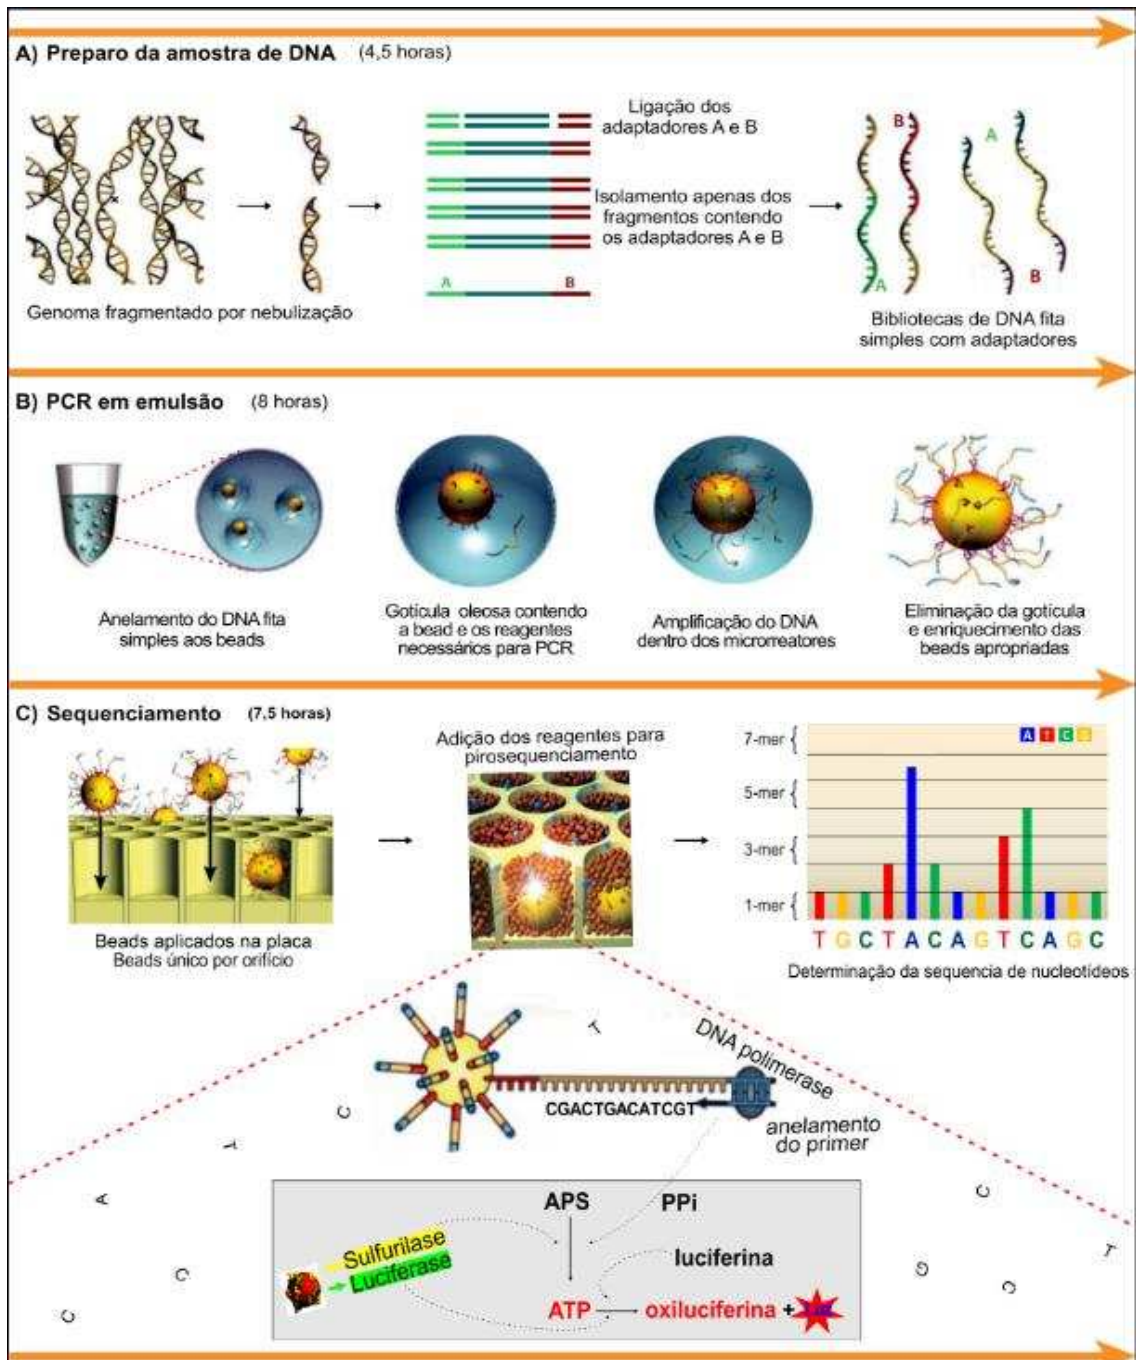 A) Preparo da amostra de DNA (4,5 horas)
Ligação dos
adaptadores A e B
Isolamento apenas dos
fragmentos contendo
os adaptadores A e B
A B
B
A
A
B
Genoma fragmentado por nebulização
Bibliotecas de DNA fita
simples com adaptadores
B) PCR em emulsão (8 horas)
Anelamento do DNA fita
simples aos beads
Gotícula oleosa contendo
a bead e os reagentes
necessários para PCR
Amplificação do DNA
dentro dos microrreatores
Eliminação da gotícula
e enriquecimento das
beads apropriadas
C) Sequenciamento (7,5 horas)
Beads aplicados na placa
Beads único por orifício
Adição dos reagentes para
pirosequenciamento
A T C G
7-mer {
5-mer {
3-mer {
1-mer {
T G C T A C A G T C A G C
Determinação da sequencia de nucleotídeos
T
C
T
A
C
C
DNA polimerase
CGACTGACATCGT
anelamento
do primer
C
T
G
C
APS PPi
Sulfurilase
Luciferase
luciferina
ATP oxiluciferina +